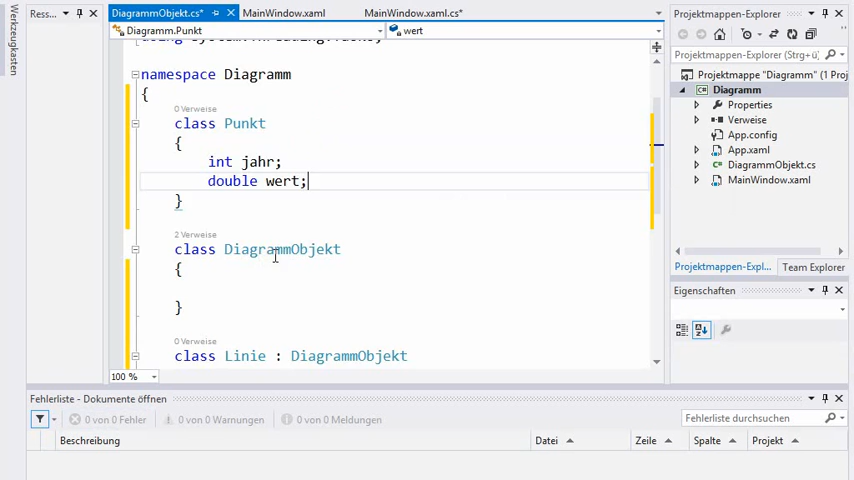 Werkzeugkasten
Ress...
DiagrammObjekt.cs*
MainWindow.xaml
MainWindow.xaml.cs*
Diagramm.Punkt
wert
using System.Threading.Tasks;
namespace Diagramm
{
0 Verweise
class Punkt
{
int jahr;
double wert;
}
2 Verweise
class DiagrammObjekt
{
}
0 Verweise
class Linie : DiagrammObjekt
100 %
Projektmappen-Explorer
Projektmappen-Explorer (Strg+ü)
Projektmappe "Diagramm" (1 Proj
Diagramm
Properties
Verweise
App.config
App.xaml
DiagrammObjekt.cs
MainWindow.xaml
Projektmappen-Expl...
Team Explorer
Eigenschaften
Fehlerliste - Dokumente öffnen
0 von 0 Fehler
0 von 0 Warnungen
0 von 0 Meldungen
Fehlerliste durchsuchen
Beschreibung
Datei
Zeile
Spalte
Projekt